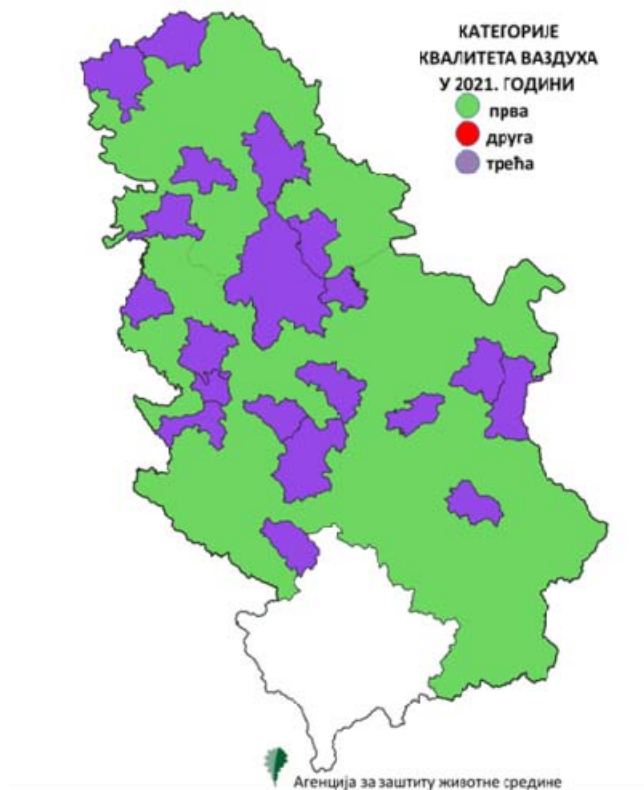 КАТЕГОРИЈЕ
КВАЛИТЕТА ВАЗДУХА
У 2021. ГОДИНИ
прва
друга
трећа
Агенција за заштиту животне средине